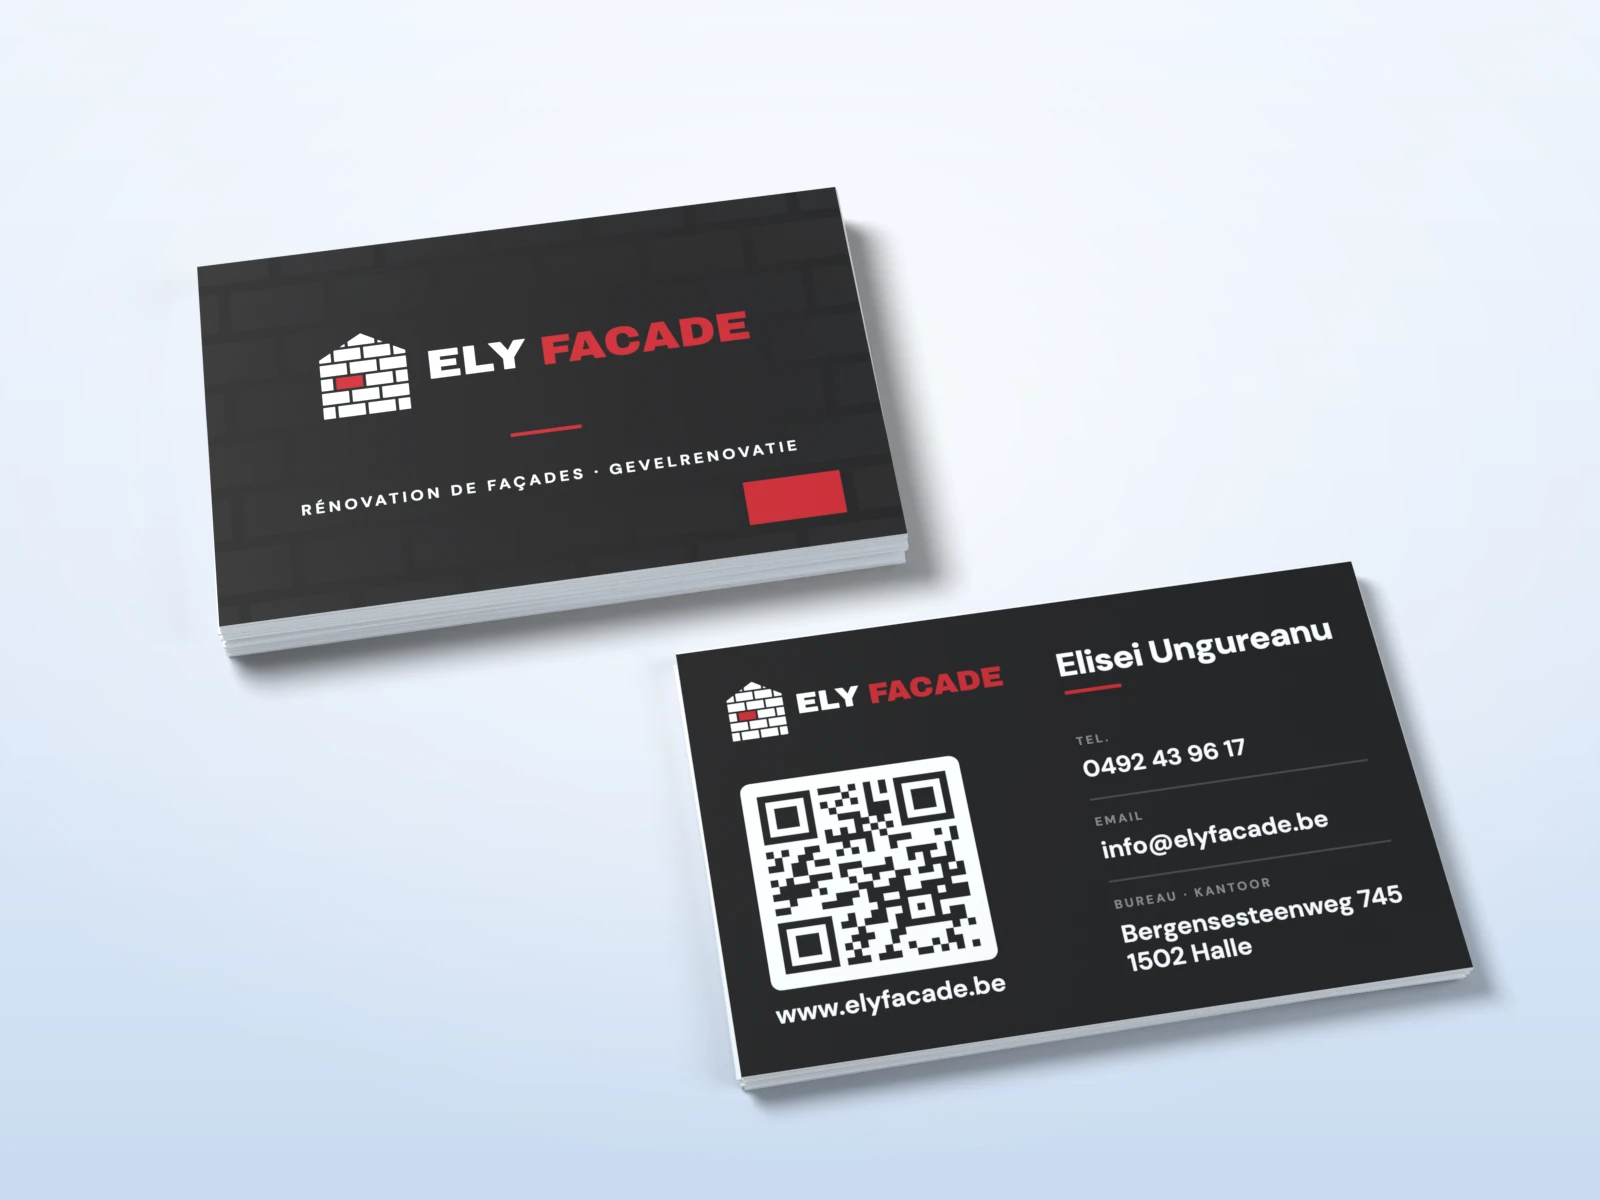 ELY FACADE
RÉNOVATION DE FAÇADES · GEVELRENOVATIE
ELY FACADE
www.elyfacade.be
Elisei Ungureanu
TEL.
0492 43 96 17
EMAIL
info@elyfacade.be
BUREAU · KANTOOR
Bergensesteenweg 745
1502 Halle